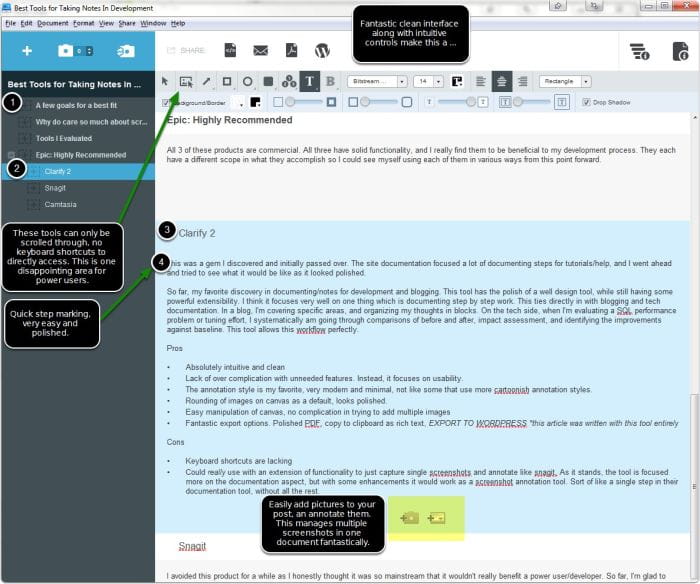 Best Tools for Taking Notes In Development
File Edit Document Format View Share Window Help
Fantastic clean interface
along with intuitive
controls make this a ...
0
SHARE:
Best Tools for Taking Notes In ...
T
B
Bitstream ...
14
Rectangle
Background/Border
T
T
T
Drop Shadow
1
A few goals for a best fit
Why do care so much about scr...
Tools I Evaluated
Epic: Highly Recommended
2
Clarify 2
Snagit
Camtasia
These tools can only be
scrolled through, no
keyboard shortcuts to
directly access. This is one
disappointing area for
power users.
Quick step marking,
very easy and
polished.
Epic: Highly Recommended
All 3 of these products are commercial. All three have solid functionality, and I really find them to be beneficial to my development process. They each
have a different scope in what they accomplish so I could see myself using each of them in various ways from this point forward.
3
Clarify 2
4
This was a gem I discovered and initially passed over. The site documentation focused a lot of documenting steps for tutorials/help, and I went ahead
and tried to see what it would be like as it looked polished.
So far, my favorite discovery in documenting/notes for development and blogging. This tool has the polish of a well design tool, while still having some
powerful extensibility. I think it focuses very well on one thing which is documenting step by step work. This ties directly in with blogging and tech
documentation. In a blog, I'm covering specific areas, and organizing my thoughts in blocks. On the tech side, when I'm evaluating a SQL performance
problem or tuning effort, I systematically am going through comparisons of before and after, impact assessment, and identifying the improvements
against baseline. This tool allows this workflow perfectly.
Pros
• Absolutely intuitive and clean
• Lack of over complication with unneeded features. Instead, it focuses on usability.
• The annotation style is my favorite, very modern and minimal, not like some that use more cartoonish annotation styles.
• Rounding of images on canvas as a default, looks polished.
• Easy manipulation of canvas, no complication in trying to add multiple images
• Fantastic export options. Polished PDF, copy to clipboard as rich text, EXPORT TO WORDPRESS *this article was written with this tool entirely
Cons
• Keyboard shortcuts are lacking
• Could really use with an extension of functionality to just capture single screenshots and annotate like snagit. As it stands, the tool is focused
more on the documentation aspect, but with some enhancements it would work as a screenshot annotation tool. Sort of like a single step in their
documentation tool, without all the rest.
Easily add pictures to your
post, an annotate them.
This manages multiple
screenshots in one
document fantastically.
Snagit
I avoided this product for a while as I honestly thought it was so mainstream that it wouldn't really benefit a power user/developer. So far, I'm glad to